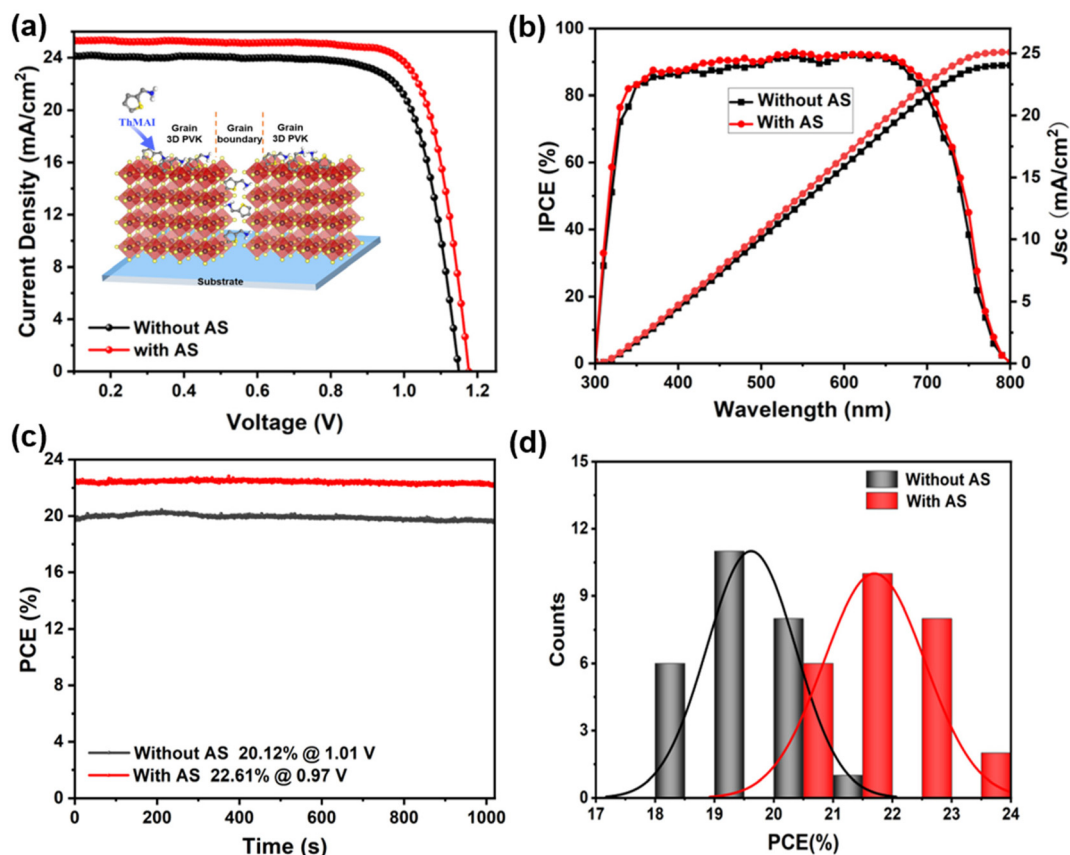 (a)
Current Density (mA/cm²)
24
20
16
12
8
4
0
0.2
0.4
0.6
0.8
1.0
1.2
Voltage (V)
ThMAI
Grain
3D PVK
Grain
boundary
Grain
3D PVK
Substrate
Without AS
with AS
(b)
IPCE (%)
100
80
60
40
20
0
300
400
500
600
700
800
Wavelength (nm)
Jsc (mA/cm²)
25
20
15
10
5
0
Without AS
With AS
(c)
PCE (%)
24
20
16
12
8
4
0
0
200
400
600
800
1000
Time (s)
Without AS 20.12% @ 1.01 V
With AS 22.61% @ 0.97 V
(d)
Counts
15
12
9
6
3
0
17
18
19
20
21
22
23
24
PCE(%)
Without AS
With AS